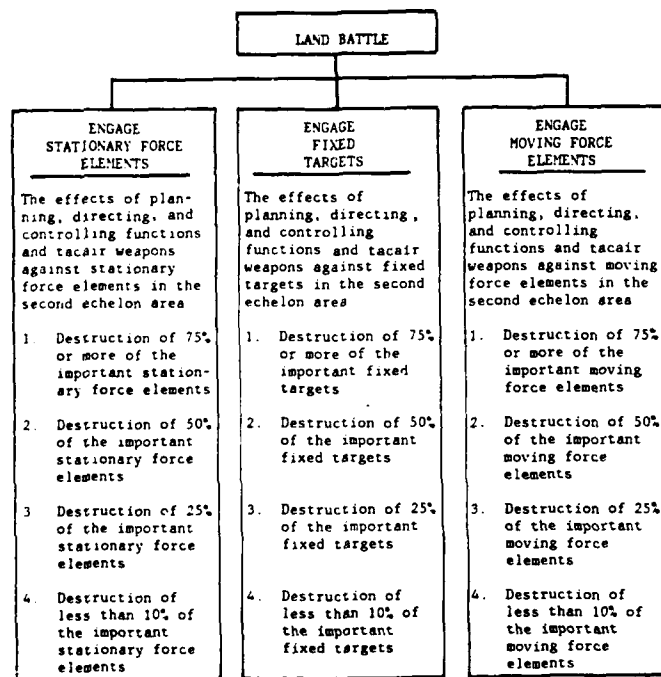 LAND BATTLE
ENGAGE
STATIONARY FORCE
ELEMENTS
The effects of plan-
ning, directing, and
controlling functions
and tacair weapons
against stationary
force elements in the
second echelon area
1. Destruction of 75%
or more of the
important station-
ary force elements
2. Destruction of 50%
of the important
stationary force
elements
3 Destruction of 25%
of the important
stationary force
elements
4. Destruction of
less than 10% of
the important
stationary force
elements
ENGAGE
FIXED
TARGETS
The effects of
planning, directing,
and controlling
functions and tacair
weapons against fixed
targets in the second
echelon area
1. Destruction of 75%
or more of the
important fixed
targets
2. Destruction of 50%
of the important
fixed targets
3. Destruction of 25%
of the important
fixed targets
4. Destruction of
less than 10% of
the important
fixed targets
ENGAGE
MOVING FORCE
ELEMENTS
The effects of
planning, directing,
and controlling
functions and tacair
weapons against moving
force elements in the
second echelon area
1. Destruction of 75%
or more of the
important moving
force elements
2. Destruction of 50%
of the important
moving force
elements
3. Destruction of 25%
of the important
moving force
elements
4. Destruction of
less than 10% of
the important
moving force
elements